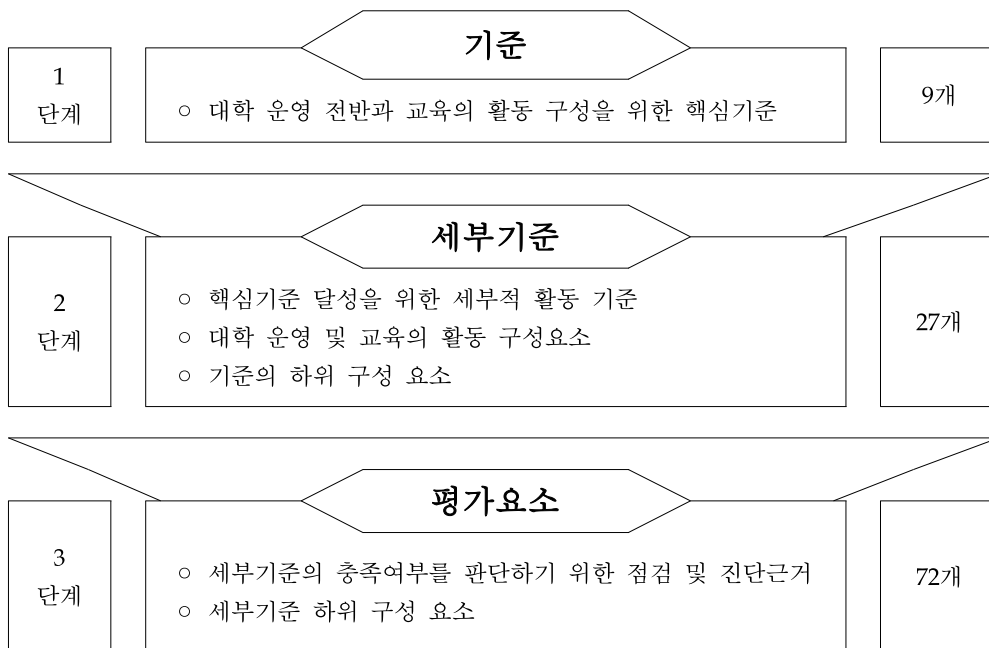 기준
1
단계
○ 대학 운영 전반과 교육의 활동 구성을 위한 핵심기준
9개
세부기준
2
단계
○ 핵심기준 달성을 위한 세부적 활동 기준
○ 대학 운영 및 교육의 활동 구성요소
○ 기준의 하위 구성 요소
27개
평가요소
3
단계
○ 세부기준의 충족여부를 판단하기 위한 점검 및 진단근거
○ 세부기준 하위 구성 요소
72개